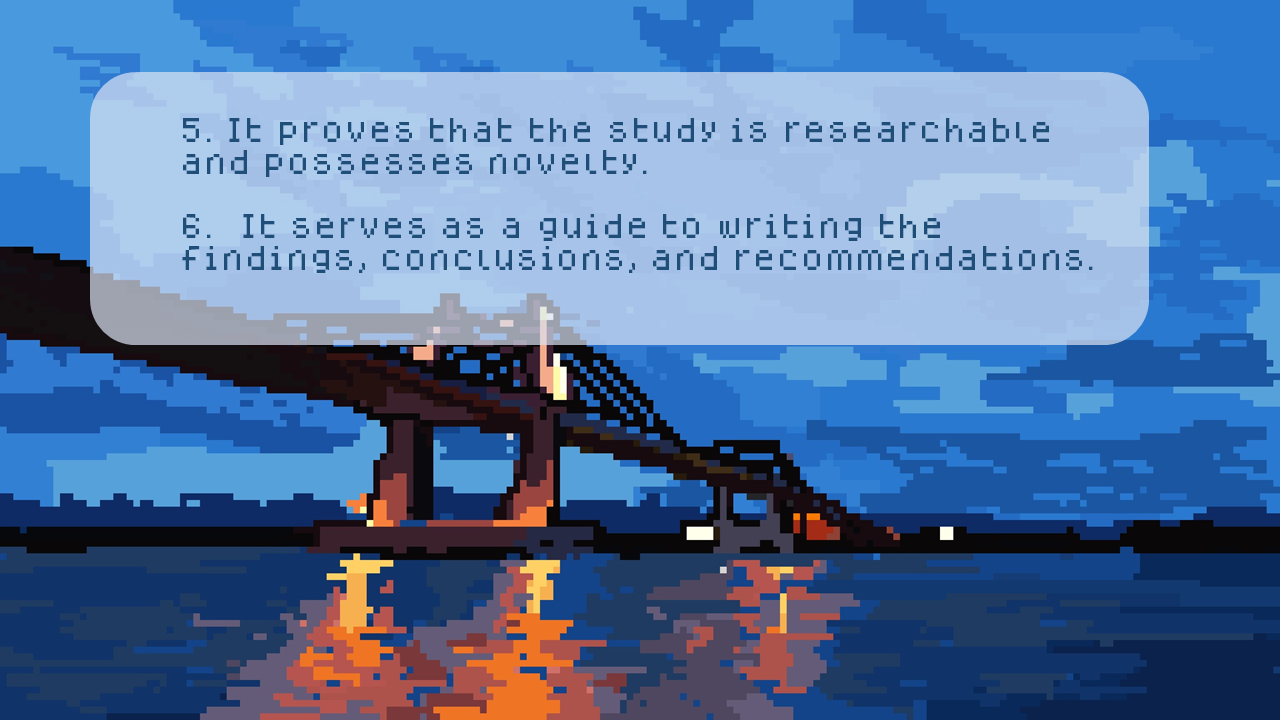 5. It proves that the study is researchable
and possesses novelty.
6. It serves as a guide to writing the
findings, conclusions, and recommendations.